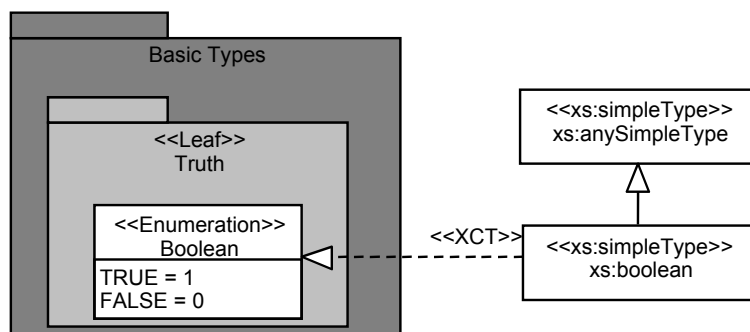 Basic Types
<<Leaf>>
Truth
<<Enumeration>>
Boolean
TRUE = 1
FALSE = 0
<<XCT>>
<<xs:simpleType>>
xs:anySimpleType
<<xs:simpleType>>
xs:boolean